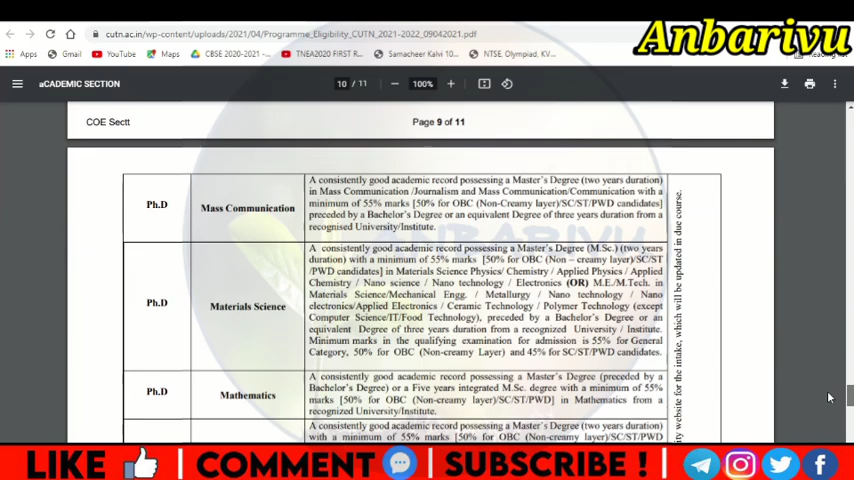 cutn.ac.in/wp-content/uploads/2021/04/Programme_Eligibility_CUTN_2021-2022_09042021.pdf
Anbarivu
Apps
Gmail
YouTube
Maps
CBSE 2020-2021 -...
TNEA2020 FIRST R...
Samacheer Kalvi 10...
NTSE, Olympiad, KV...
Reading list
aCADEMIC SECTION
10 / 11
100%
COE Sectt
Page 9 of 11
Ph.D
Mass Communication
A consistently good academic record possessing a Master's Degree (two years duration)
in Mass Communication /Journalism and Mass Communication/Communication with a
minimum of 55% marks [50% for OBC (Non-Creamy layer)/SC/ST/PWD candidates]
preceded by a Bachelor's Degree or an equivalent Degree of three years duration from a
recognised University/Institute.
Ph.D
Materials Science
A consistently good academic record possessing a Master's Degree (M.Sc.) (two years
duration) with a minimum of 55% marks [50% for OBC (Non – creamy layer)/SC/ST
/PWD candidates] in Materials Science Physics/ Chemistry / Applied Physics / Applied
Chemistry / Nano science / Nano technology / Electronics (OR) M.E./M.Tech. in
Materials Science/Mechanical Engg. / Metallurgy / Nano technology / Nano
electronics/Applied Electronics / Ceramic Technology / Polymer Technology (except
Computer Science/IT/Food Technology), preceded by a Bachelor's Degree or an
equivalent Degree of three years duration from a recognized University / Institute.
Minimum marks in the qualifying examination for admission is 55% for General
Category, 50% for OBC (Non-creamy Layer) and 45% for SC/ST/PWD candidates.
Ph.D
Mathematics
A consistently good academic record possessing a Master's Degree (preceded by a
Bachelor's Degree) or a Five years integrated M.Sc. degree with a minimum of 55%
marks [50% for OBC (Non-creamy Layer)/SC/ST/PWD] in Mathematics from a
recognized University/Institute.
A consistently good academic record possessing a Master's Degree (two years duration)
with a minimum of 55% marks [50% for OBC (Non-creamy layer)/SC/ST/PWD
ity website for the intake, which will be updated in due course.
ANBARIVU
LIKE
COMMENT
SUBSCRIBE !